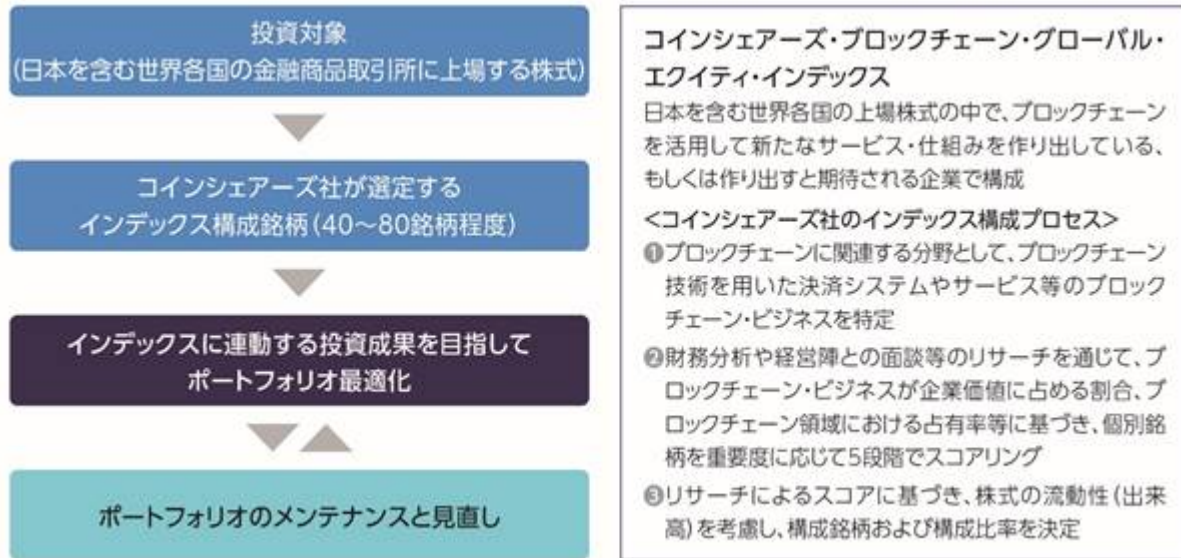 投資対象
(日本を含む世界各国の金融商品取引所に上場する株式)
コインシェアーズ社が選定する
インデックス構成銘柄(40〜80銘柄程度)
インデックスに連動する投資成果を目指して
ポートフォリオ最適化
ポートフォリオのメンテナンスと見直し
コインシェアーズ・ブロックチェーン・グローバル・
エクイティ・インデックス
日本を含む世界各国の上場株式の中で、ブロックチェーン
を活用して新たなサービス・仕組みを作り出している、
もしくは作り出すと期待される企業で構成
<コインシェアーズ社のインデックス構成プロセス>
❶ブロックチェーンに関連する分野として、ブロックチェーン
技術を用いた決済システムやサービス等のブロック
チェーン・ビジネスを特定
❷財務分析や経営陣との面談等のリサーチを通じて、ブ
ロックチェーン・ビジネスが企業価値に占める割合、ブ
ロックチェーン領域における占有率等に基づき、個別銘
柄を重要度に応じて5段階でスコアリング
❸リサーチによるスコアに基づき、株式の流動性(出来
高)を考慮し、構成銘柄および構成比率を決定